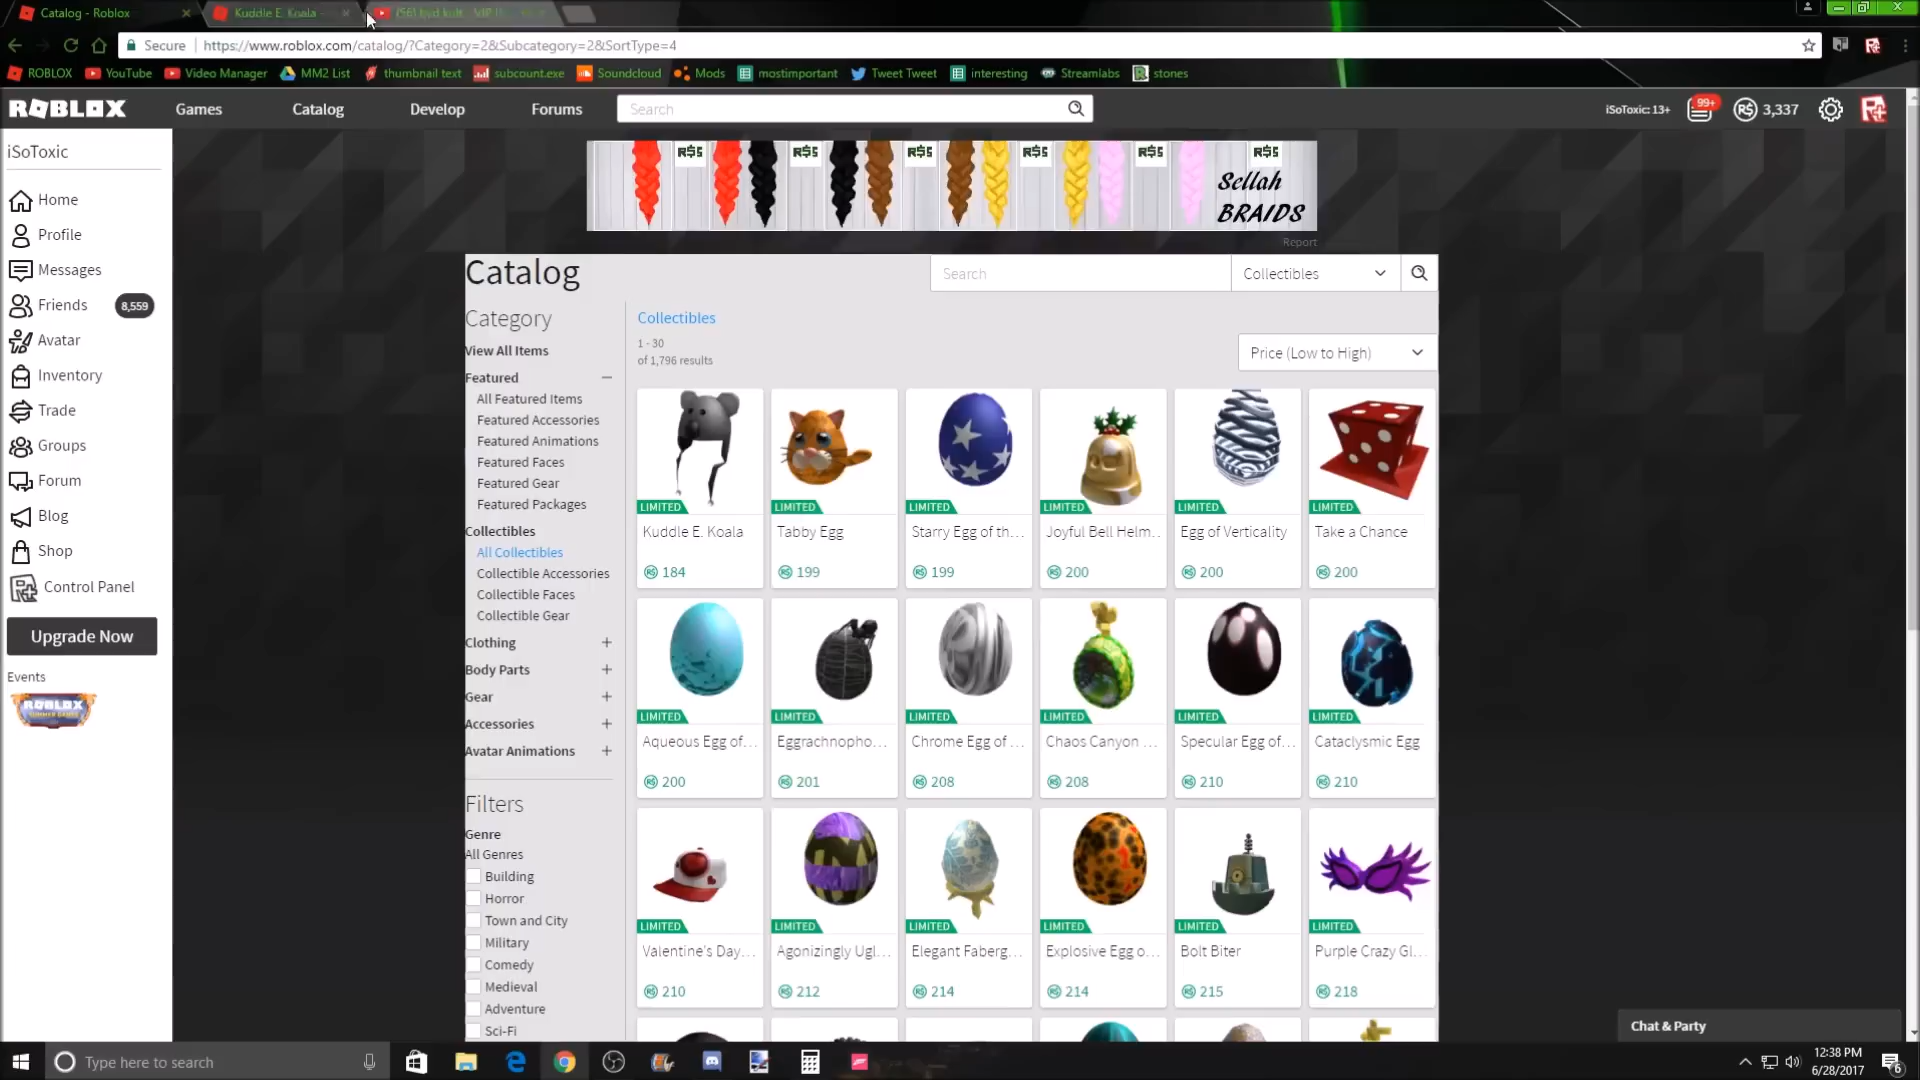 Catalog - Roblox
Kuddle E. Koala -
Secure
https://www.roblox.com/catalog/?Category=2&Subcategory=2&SortType=4
ROBLOX
YouTube
Video Manager
MM2 List
thumbnail text
subcount.exe
Soundcloud
Mods
mostimportant
Tweet Tweet
interesting
Streamlabs
stones
ROBLOX
Games
Catalog
Develop
Forums
Search
iSoToxic: 13+
99+
R$ 3,337
iSoToxic
Home
Profile
Messages
Friends 8,559
Avatar
Inventory
Trade
Groups
Forum
Blog
Shop
Control Panel
Upgrade Now
Events
ROBLOX
SUMMER GAMES
R$5 R$5 R$5 R$5 R$5 R$5
Sellah
BRAIDS
Report
Catalog
Search
Collectibles
Category
View All Items
Featured
All Featured Items
Featured Accessories
Featured Animations
Featured Faces
Featured Gear
Featured Packages
Collectibles
All Collectibles
Collectible Accessories
Collectible Faces
Collectible Gear
Clothing +
Body Parts +
Gear +
Accessories +
Avatar Animations +
Filters
Genre
All Genres
Building
Horror
Town and City
Military
Comedy
Medieval
Adventure
Sci-Fi
Collectibles
1 - 30
of 1,796 results
Price (Low to High)
LIMITED LIMITED LIMITED LIMITED LIMITED LIMITED
Kuddle E. Koala Tabby Egg Starry Egg of th... Joyful Bell Helm... Egg of Verticality Take a Chance
R$ 184 R$ 199 R$ 199 R$ 200 R$ 200 R$ 200
LIMITED LIMITED LIMITED LIMITED LIMITED LIMITED
Aqueous Egg of... Eggrachnopho... Chrome Egg of ... Chaos Canyon ... Specular Egg of... Cataclysmic Egg
R$ 200 R$ 201 R$ 208 R$ 208 R$ 210 R$ 210
LIMITED LIMITED LIMITED LIMITED LIMITED LIMITED
Valentine's Day... Agonizingly Ugl... Elegant Faberg... Explosive Egg o... Bolt Biter Purple Crazy Gl...
R$ 210 R$ 212 R$ 214 R$ 214 R$ 215 R$ 218
Chat & Party
Type here to search
12:38 PM
6/28/2017
6